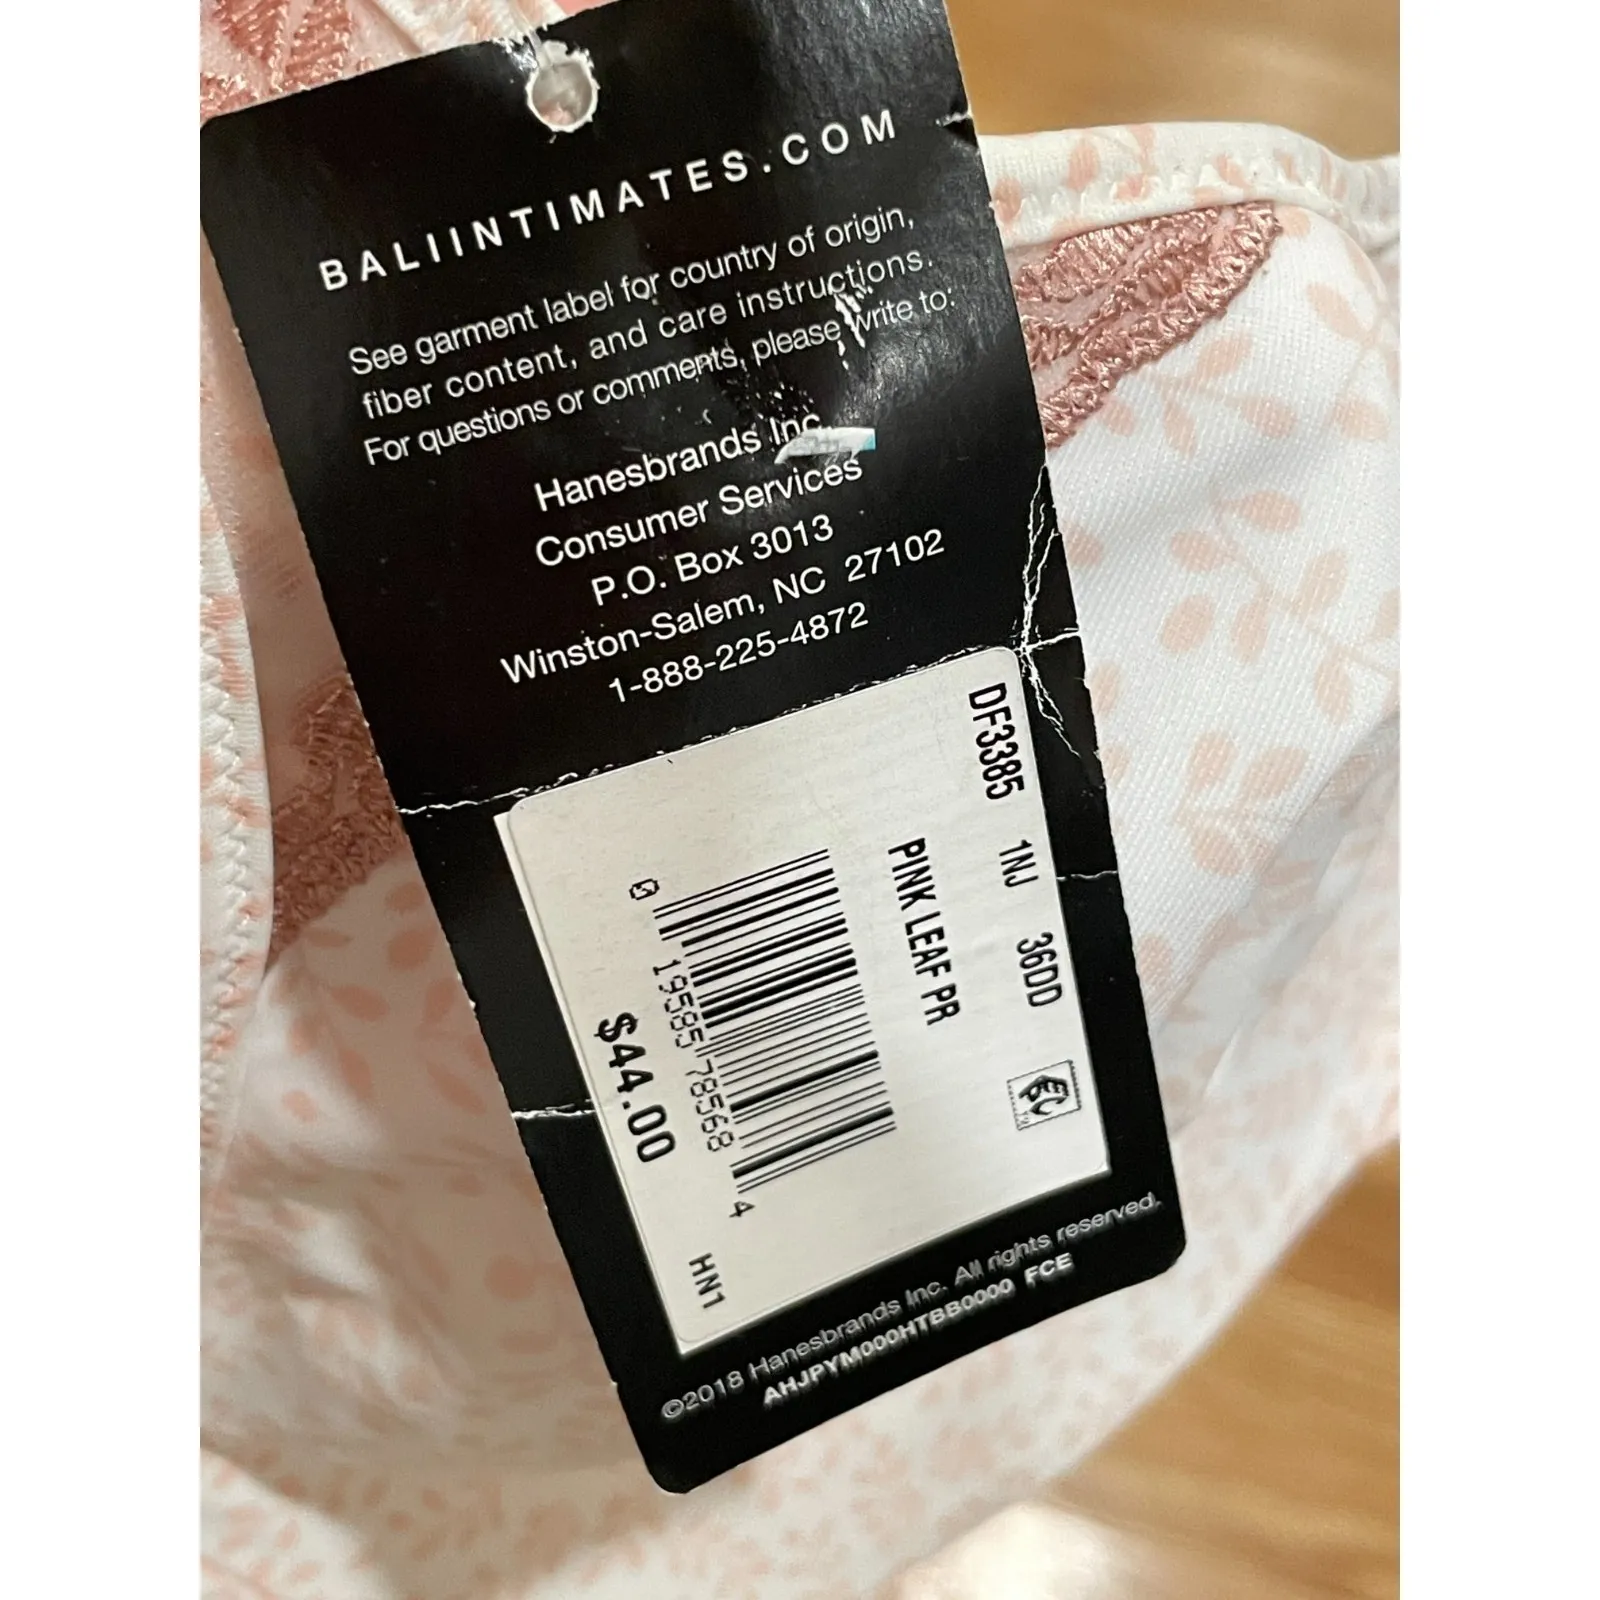 BALIINTIMATES.COM
See garment label for country of origin,
fiber content, and care instructions.
For questions or comments, please write to:
Hanesbrands Inc.
Consumer Services
P.O. Box 3013
Winston-Salem, NC 27102
1-888-225-4872
DF3385 1NJ 36DD
PINK LEAF PR
0 19585 78568 4
$44.00 HN1
©2018 Hanesbrands Inc. All rights reserved.
AHJPYM000HTBB0000 FCE